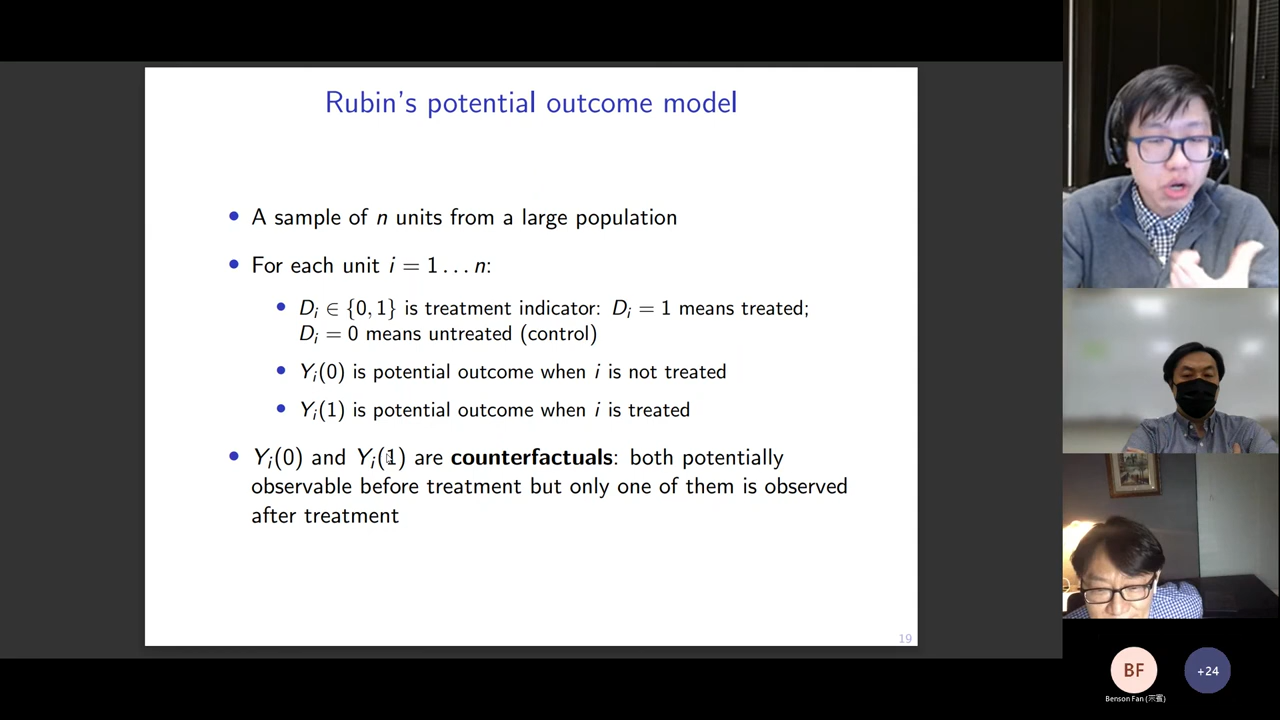 Rubin's potential outcome model
• A sample of n units from a large population
• For each unit i = 1 . . . n:
• Dᵢ ∈ {0, 1} is treatment indicator: Dᵢ = 1 means treated;
Dᵢ = 0 means untreated (control)
• Yᵢ(0) is potential outcome when i is not treated
• Yᵢ(1) is potential outcome when i is treated
• Yᵢ(0) and Yᵢ(1) are counterfactuals: both potentially
observable before treatment but only one of them is observed
after treatment
19
BF
+24